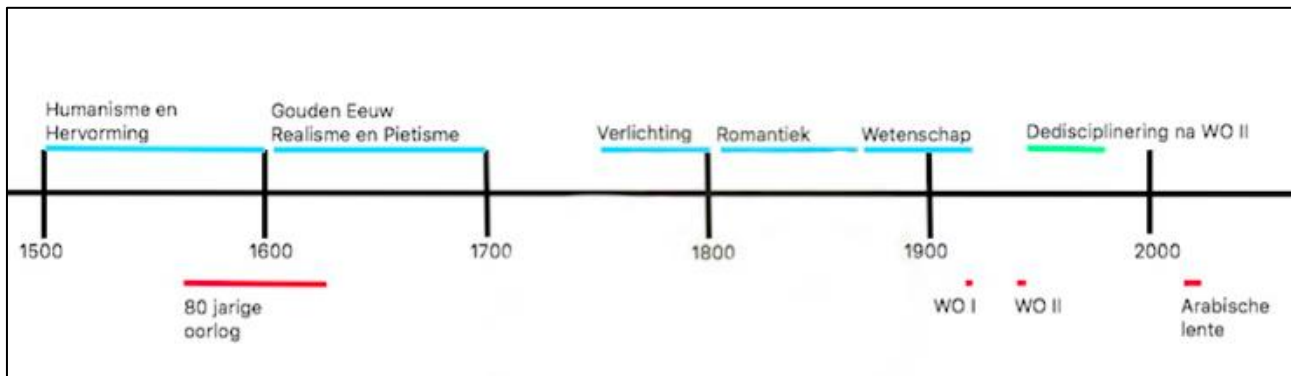 Humanisme en
Hervorming
Gouden Eeuw
Realisme en Pietisme
Verlichting
Romantiek
Wetenschap
Dedisciplinering na WO II
1500
1600
1700
1800
1900
2000
80 jarige
oorlog
WO I
WO II
Arabische
lente